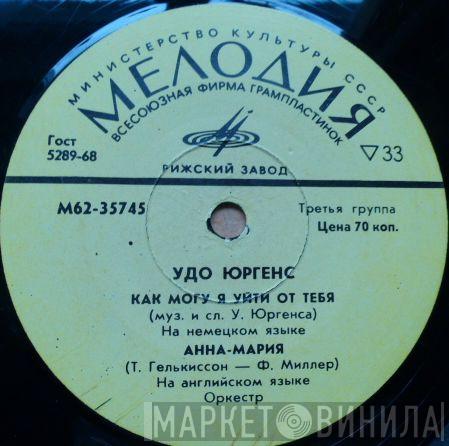 МИНИСТЕРСТВО КУЛЬТУРЫ СССР
МЕЛОДИЯ
ВСЕСОЮЗНАЯ ФИРМА ГРАМПЛАСТИНОК
Гост
5289-68
▽33
РИЖСКИЙ ЗАВОД
М62-35745
Третья группа
Цена 70 коп.
УДО ЮРГЕНС
КАК МОГУ Я УЙТИ ОТ ТЕБЯ
(муз. и сл. У. Юргенса)
На немецком языке
АННА-МАРИЯ
(Т. Гелькиссон — Ф. Миллер)
На английском языке
Оркестр
МАРКЕТ ВИНИЛА